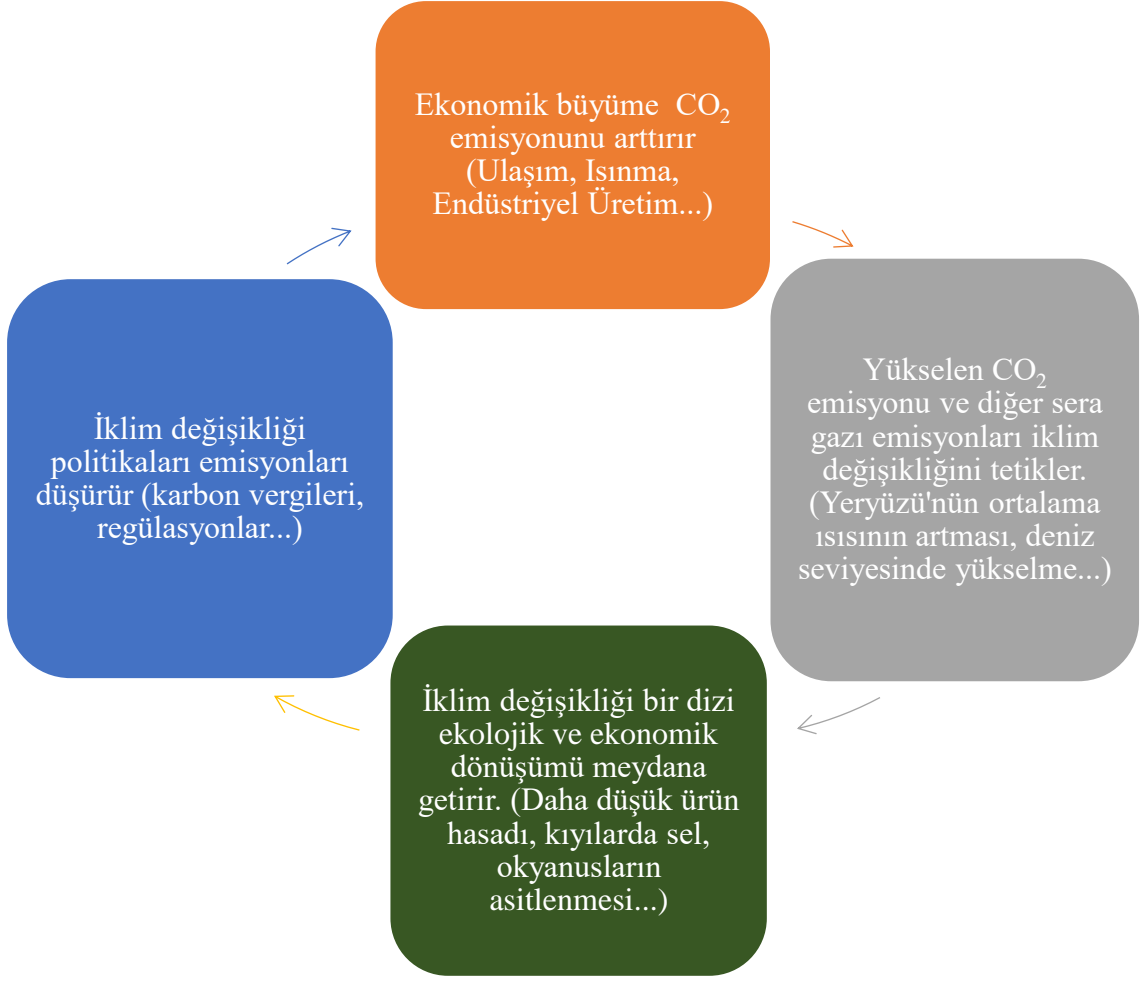 Ekonomik büyüme  CO₂
emisyonunu arttırır
(Ulaşım, Isınma,
Endüstriyel Üretim...)
Yükselen CO₂
emisyonu ve diğer sera
gazı emisyonları iklim
değişikliğini tetikler.
(Yeryüzü'nün ortalama
ısısının artması, deniz
seviyesinde yükselme...)
İklim değişikliği bir dizi
ekolojik ve ekonomik
dönüşümü meydana
getirir. (Daha düşük ürün
hasadı, kıyılarda sel,
okyanusların
asitlenmesi...)
İklim değişikliği
politikaları emisyonları
düşürür (karbon vergileri,
regülasyonlar...)